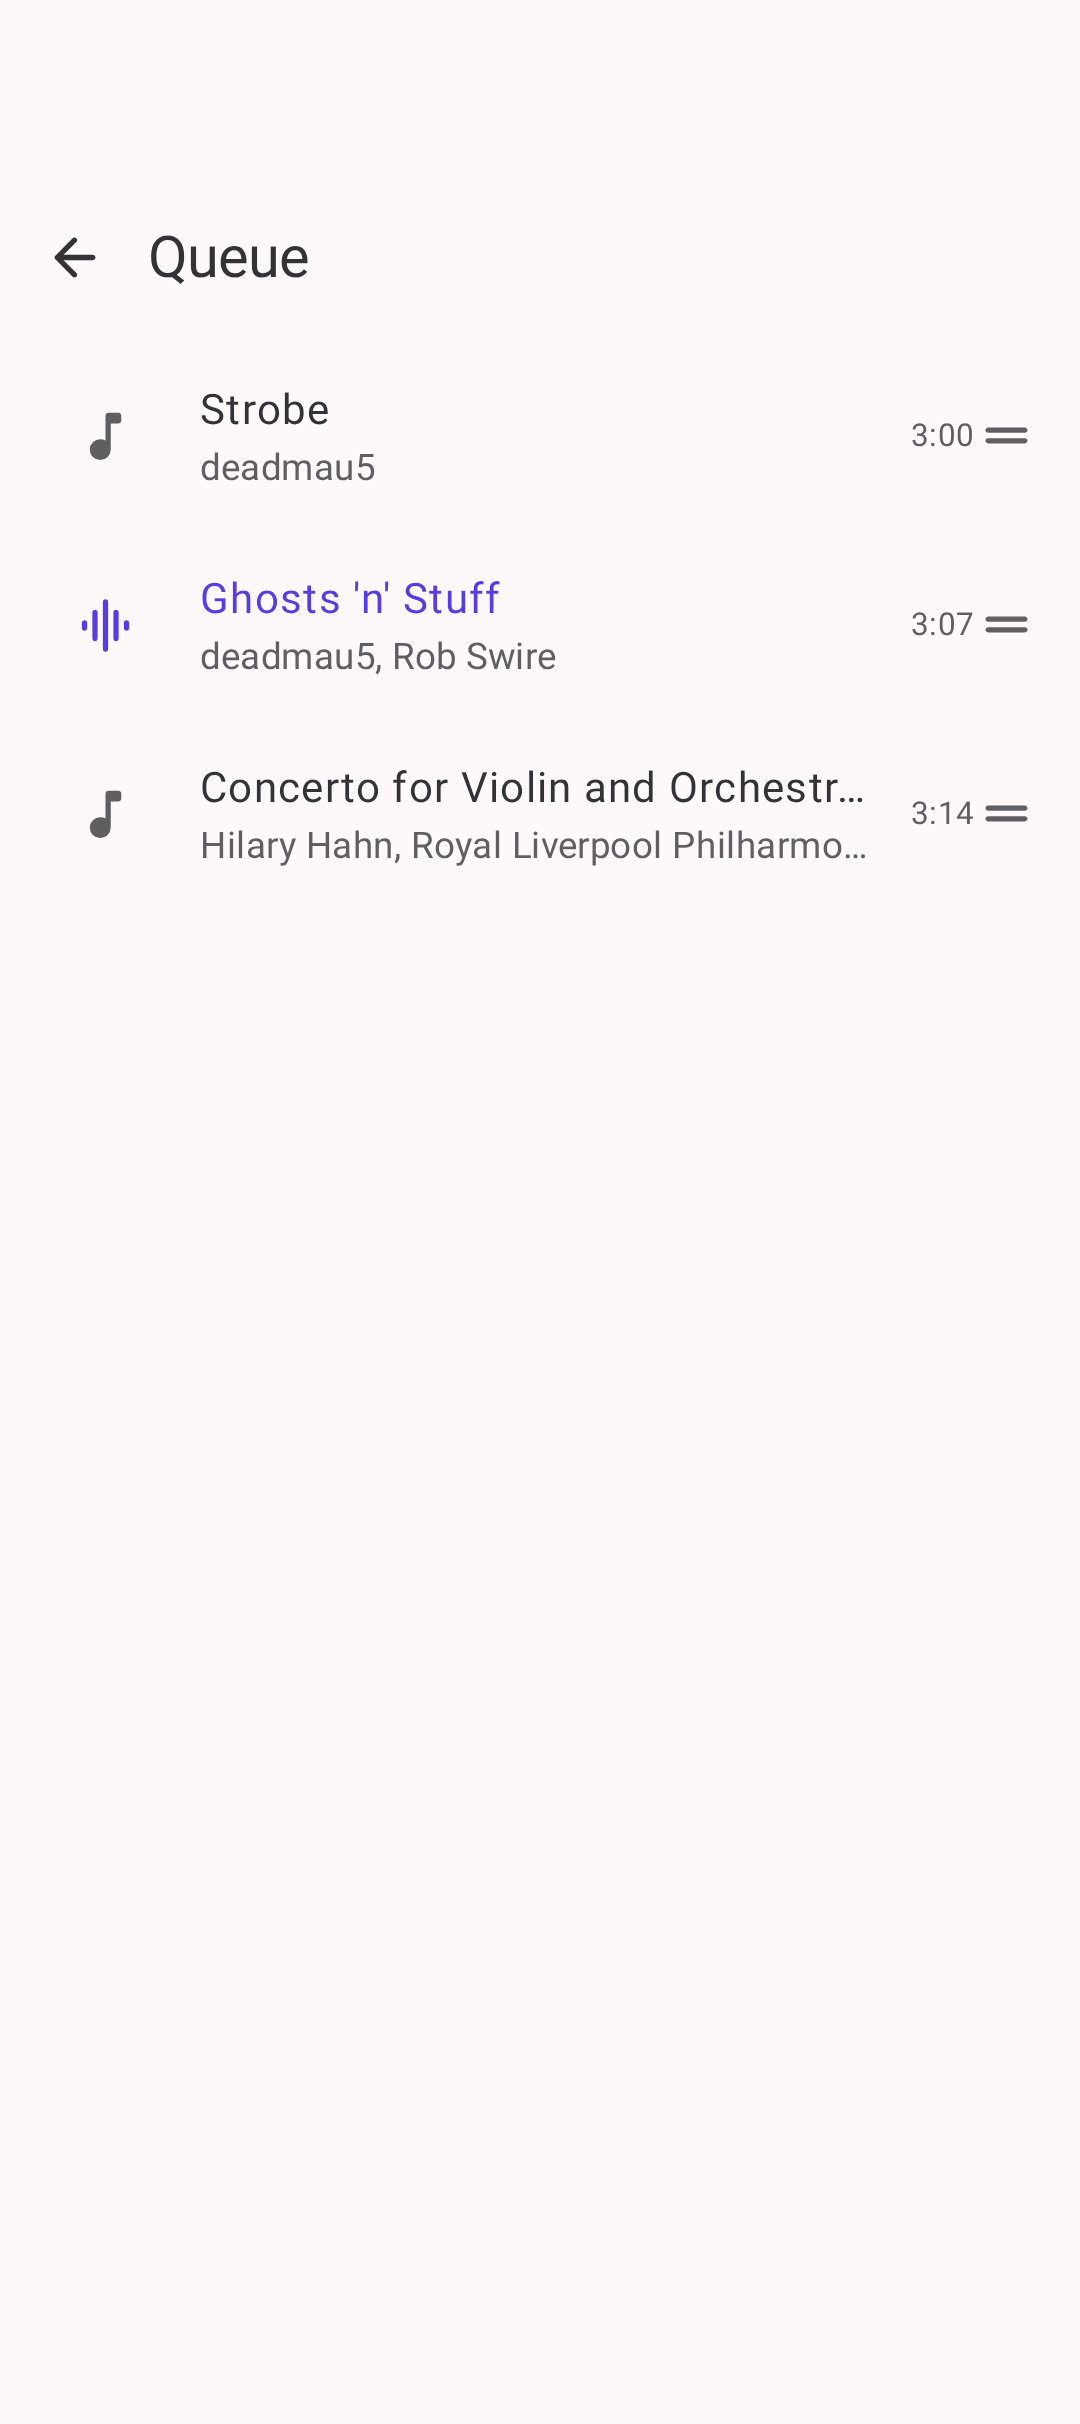 Queue
Strobe
deadmau5
3:00
Ghosts 'n' Stuff
deadmau5, Rob Swire
3:07
Concerto for Violin and Orchestr…
Hilary Hahn, Royal Liverpool Philharmo…
3:14